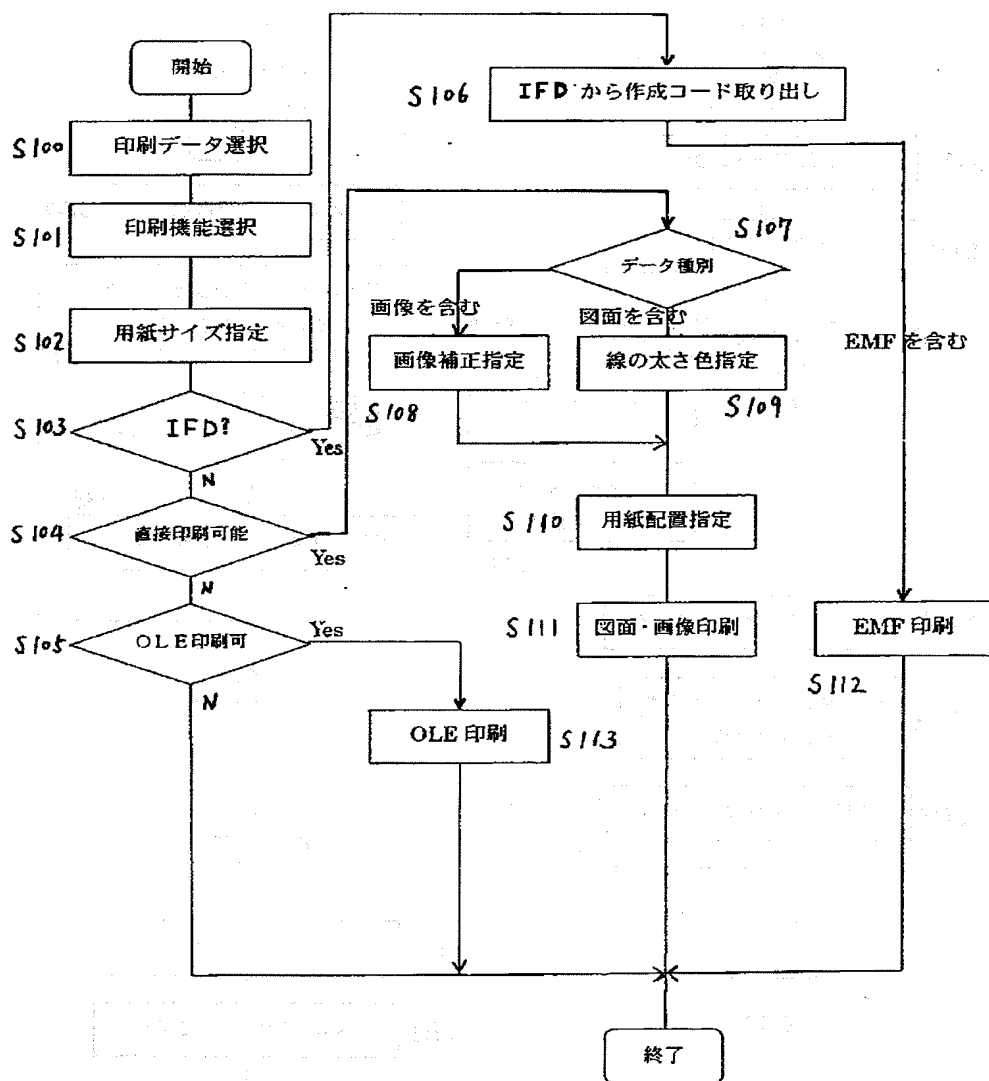 開始
S100
印刷データ選択
S101
印刷機能選択
S102
用紙サイズ指定
S103
IFD?
Yes
N
S104
直接印刷可能
Yes
N
S105
OLE印刷可
Yes
N
S106
IFDから作成コード取り出し
S107
データ種別
画像を含む
図面を含む
EMFを含む
画像補正指定
線の太さ色指定
S108
S109
S110
用紙配置指定
S111
図面・画像印刷
EMF印刷
S112
OLE印刷
S113
終了